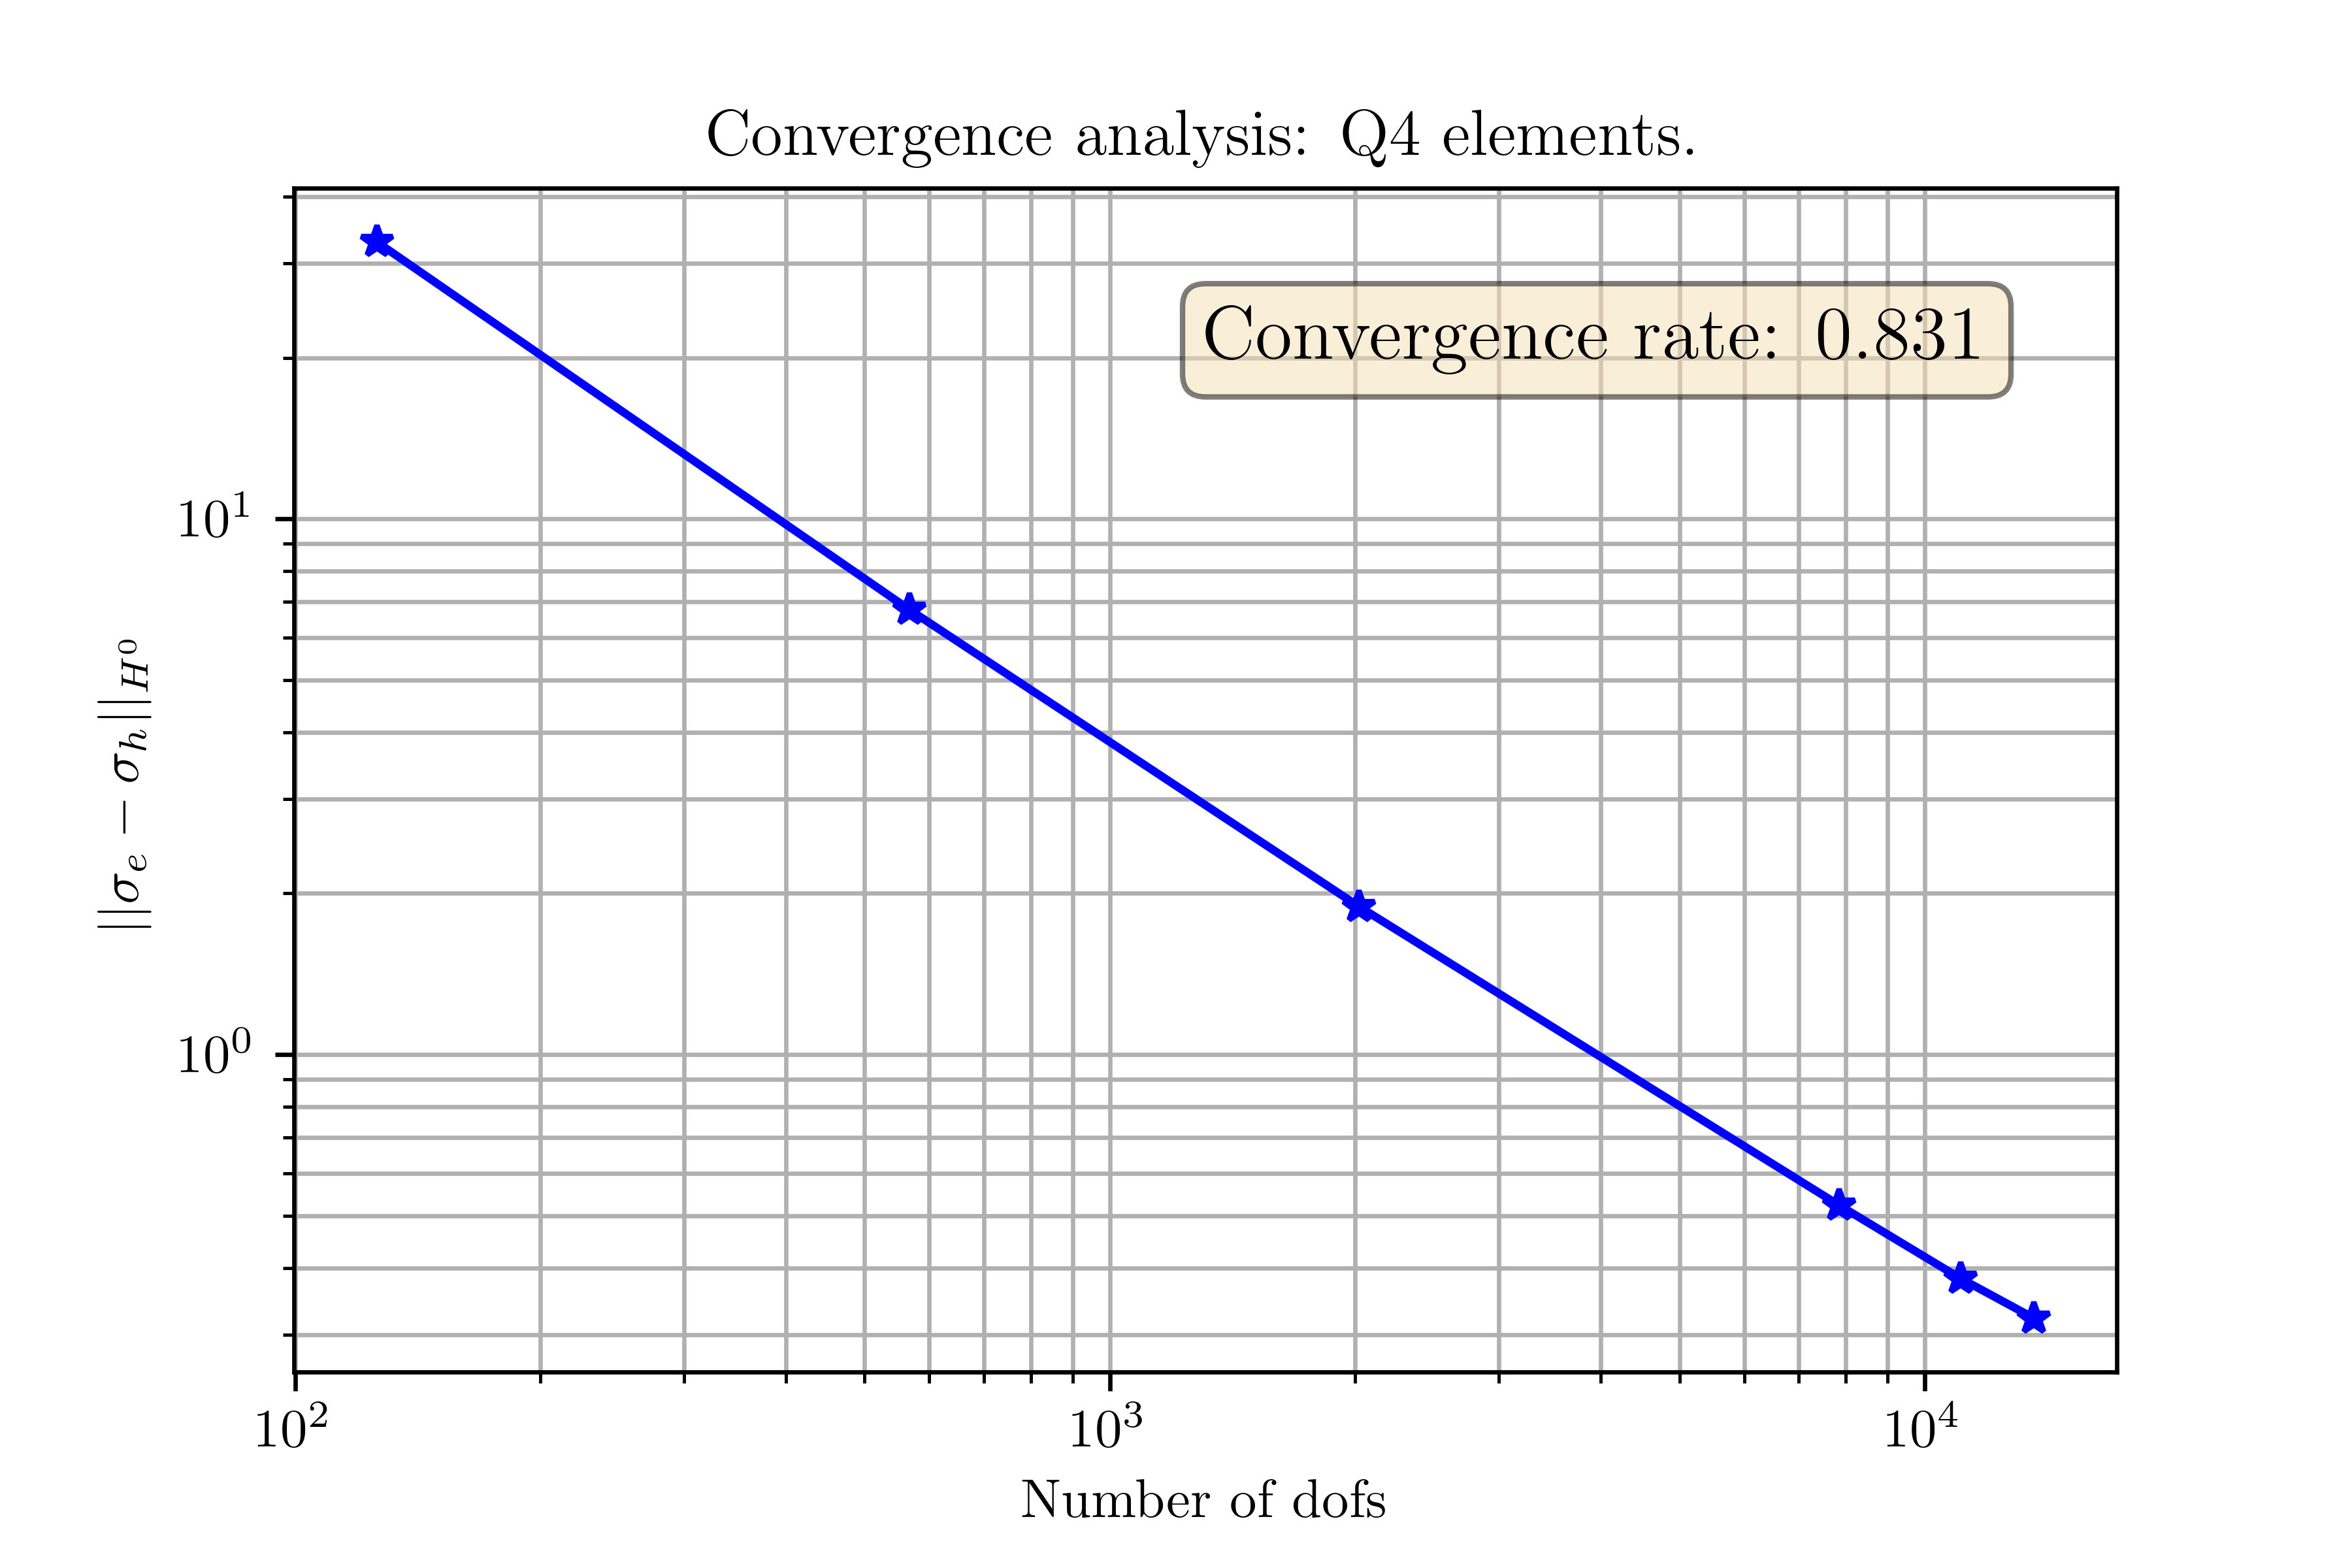 Convergence analysis: Q4 elements.
Convergence rate: 0.831
||σ_e − σ_h||_{H^0}
10^1
10^0
10^2 10^3 10^4
Number of dofs